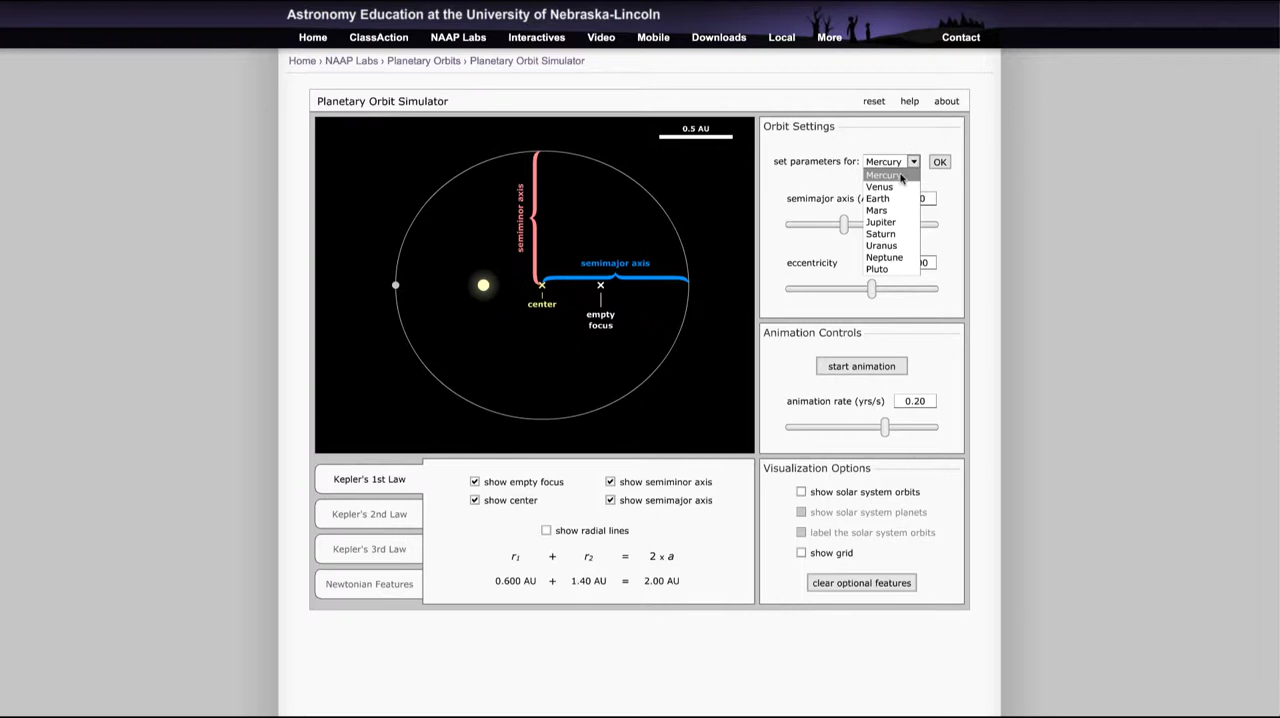 Astronomy Education at the University of Nebraska-Lincoln
Home ClassAction NAAP Labs Interactives Video Mobile Downloads Local More Contact
Home › NAAP Labs › Planetary Orbits › Planetary Orbit Simulator
Planetary Orbit Simulator
reset help about
0.5 AU
semiminor axis
semimajor axis
center
empty
focus
Orbit Settings
set parameters for: Mercury OK
Mercury
Venus
Earth
Mars
Jupiter
Saturn
Uranus
Neptune
Pluto
semimajor axis (
0
eccentricity
00
Animation Controls
start animation
animation rate (yrs/s) 0.20
Kepler's 1st Law
Kepler's 2nd Law
Kepler's 3rd Law
Newtonian Features
show empty focus show semiminor axis
show center show semimajor axis
show radial lines
r₁ + r₂ = 2 x a
0.600 AU + 1.40 AU = 2.00 AU
Visualization Options
show solar system orbits
show solar system planets
label the solar system orbits
show grid
clear optional features